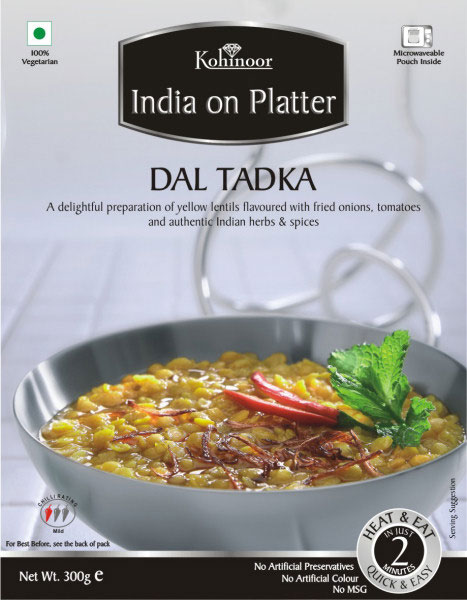 100%
Vegetarian
Kohinoor
India on Platter
Microwaveable
Pouch Inside
DAL TADKA
A delightful preparation of yellow lentils flavoured with fried onions, tomatoes
and authentic Indian herbs & spices
CHILLI RATING
Mild
For Best Before, see the back of pack
Serving Suggestion
HEAT & EAT
IN JUST
2
MINUTES
QUICK & EASY
Net Wt. 300g e
No Artificial Preservatives
No Artificial Colour
No MSG